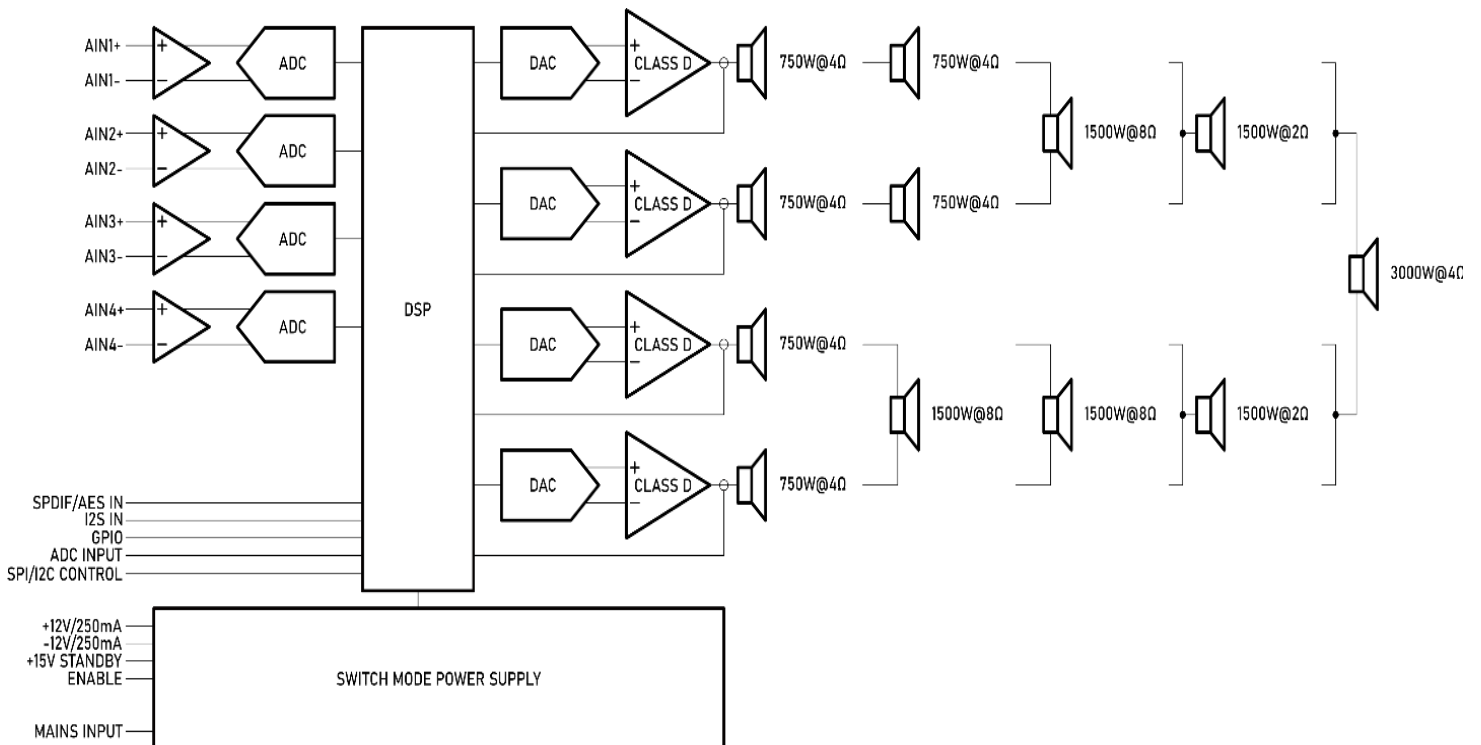 AIN1+
AIN1-
+
−
ADC
DAC
+
−
CLASS D
750W@4Ω
750W@4Ω
1500W@8Ω
1500W@2Ω
AIN2+
AIN2-
+
−
ADC
AIN3+
AIN3-
+
−
ADC
DAC
+
−
CLASS D
750W@4Ω
750W@4Ω
3000W@4Ω
AIN4+
AIN4-
+
−
ADC
DSP
DAC
+
−
CLASS D
750W@4Ω
1500W@8Ω
1500W@8Ω
1500W@2Ω
DAC
+
−
CLASS D
750W@4Ω
SPDIF/AES IN
I2S IN
GPIO
ADC INPUT
SPI/I2C CONTROL
+12V/250mA
-12V/250mA
+15V STANDBY
ENABLE
SWITCH MODE POWER SUPPLY
MAINS INPUT